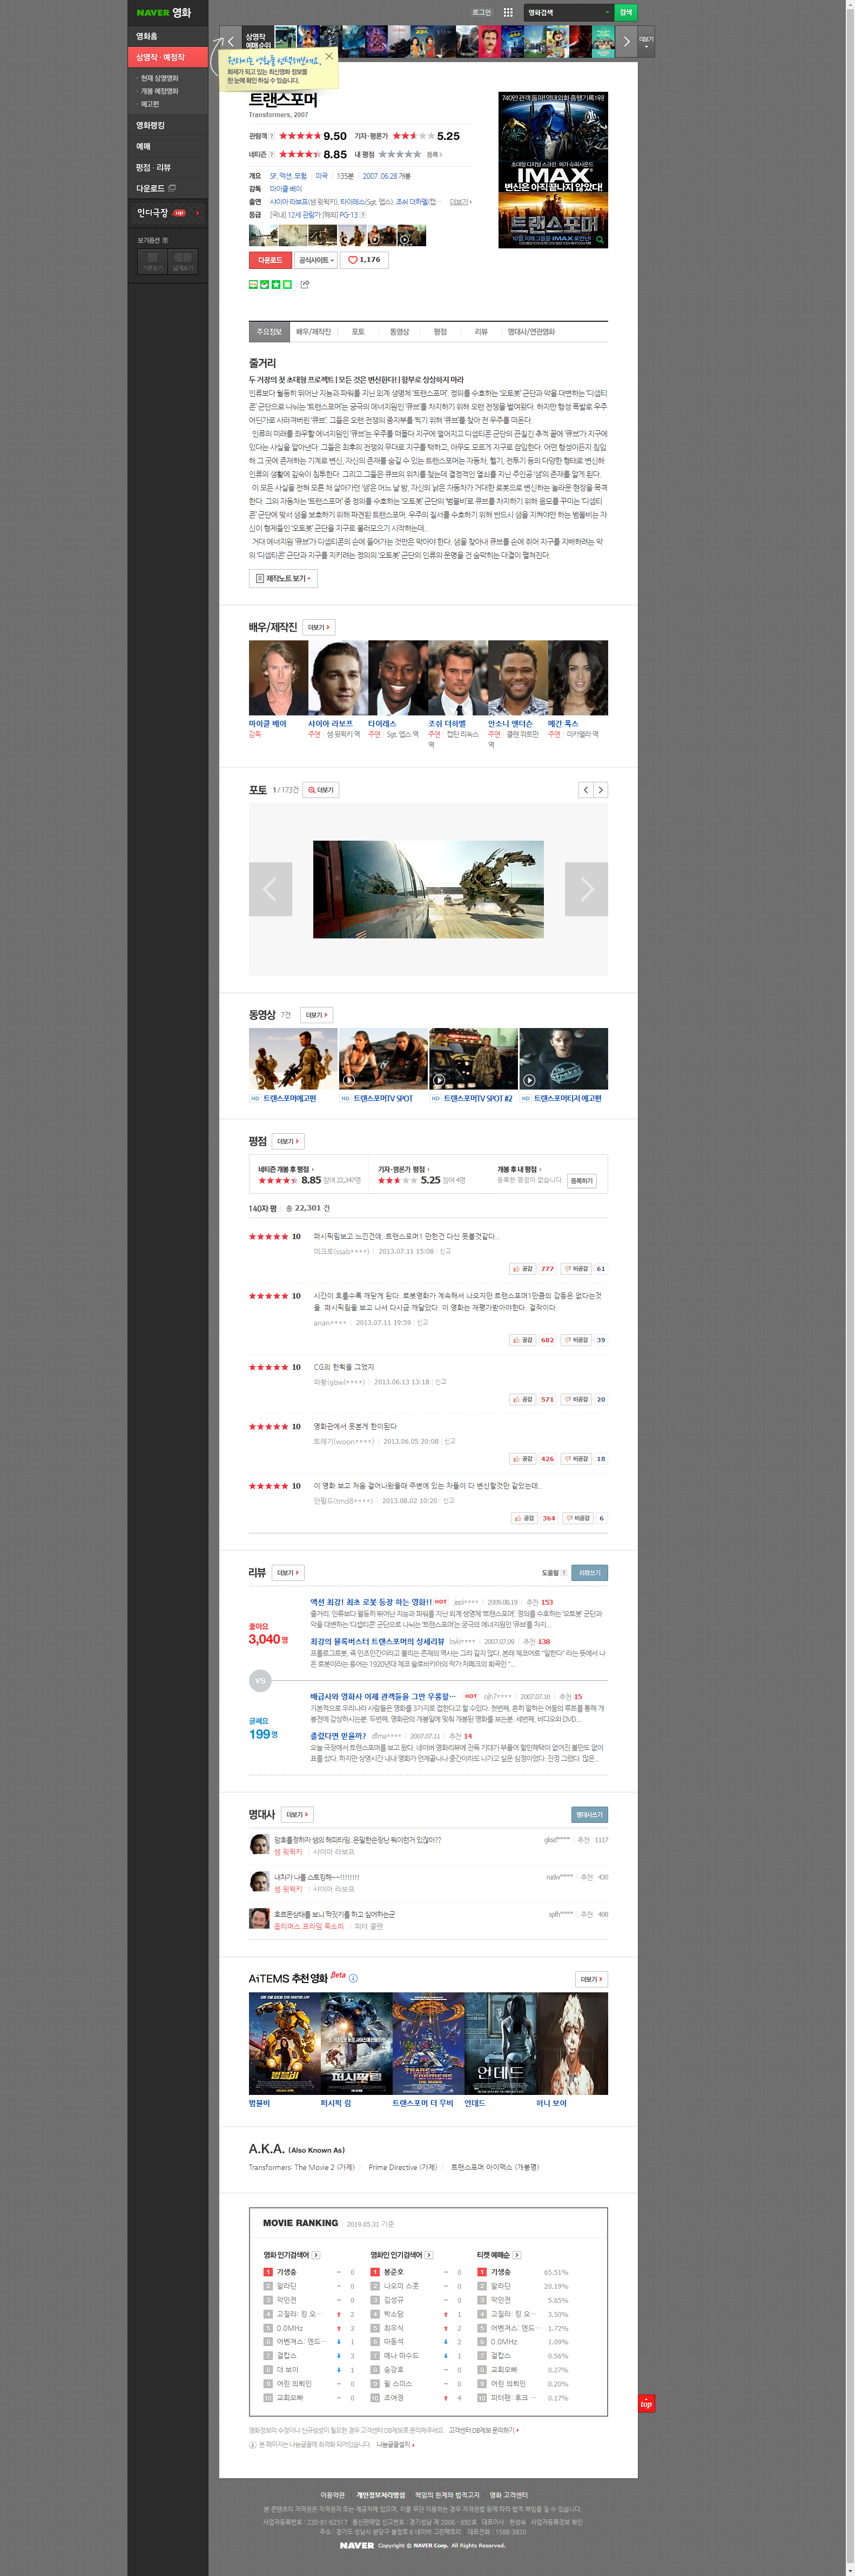 NAVER 영화
로그인
영화검색
검색
영화홈
상영작 · 예정작
현재 상영영화
개봉 예정영화
예고편
영화랭킹
예매
평점 · 리뷰
다운로드
인디극장 up
보기옵션
기본보기 넓게보기
상영작
예매순위
더보기
원하시는 영화를 선택해보세요.
화제가 되고 있는 최신영화 정보를
한 눈에 확인 하실 수 있습니다.
트랜스포머
Transformers, 2007
관람객 9.50 기자·평론가 5.25
네티즌 8.85 내 평점 등록
개요 SF, 액션, 모험 미국 135분 2007 .06.28 개봉
감독 마이클 베이
출연 샤이아 라보프(샘 윗윅키), 타이레스(Sgt. 엡스), 조쉬 더하멜(캡… 더보기
등급 [국내] 12세 관람가 [해외] PG-13
다운로드 공식사이트 1,176
IMAX
변신은 아직 끝나지 않았다!
트랜스포머
주요정보 배우/제작진 포토 동영상 평점 리뷰 명대사/연관영화
줄거리
두 거장의 첫 초대형 프로젝트 | 모든 것은 변신한다! | 함부로 상상하지 마라
인류보다 월등히 뛰어난 지능과 파워를 지닌 외계 생명체 '트랜스포머'. 정의를 수호하는 '오토봇' 군단과 악을 대변하는 '디셉티
콘' 군단으로 나뉘는 '트랜스포머'는 궁극의 에너지원인 '큐브'를 차지하기 위해 오랜 전쟁을 벌여왔다. 하지만 행성 폭발로 우주
어딘가로 사라져버린 '큐브'. 그들은 오랜 전쟁의 종지부를 찍기 위해 '큐브'를 찾아 전 우주를 떠돈다.
인류의 미래를 좌우할 에너지원인 '큐브'는 우주를 떠돌다 지구에 떨어지고 디셉티콘 군단의 끈질긴 추적 끝에 '큐브'가 지구에
있다는 사실을 알아낸다. 그들은 최후의 전쟁의 무대로 지구를 택하고, 아무도 모르게 지구로 잠입한다. 어떤 형성이든지 침입
해 그 곳에 존재하는 기계로 변신, 자신의 존재를 숨길 수 있는 트랜스포머는 자동차, 헬기, 전투기 등의 다양한 형태로 변신해
인류의 생활에 깊숙이 침투한다. 그리고 그들은 큐브의 위치를 찾는데 결정적인 열쇠를 지닌 주인공 '샘'의 존재를 알게 된다.
이 모든 사실을 전혀 모른 채 살아가던 '샘'은 어느 날 밤, 자신의 낡은 자동차가 거대한 로봇으로 변신하는 놀라운 현장을 목격
한다. 그의 자동차는 '트랜스포머' 중 정의를 수호하는 '오토봇' 군단의 '범블비'로 큐브를 차지하기 위해 음모를 꾸미는 '디셉티
콘' 군단에 맞서 샘을 보호하기 위해 파견된 트랜스포머. 우주의 질서를 수호하기 위해 반드시 샘을 지켜야만 하는 범블비는 자
신이 형제들인 '오토봇' 군단을 지구로 불러모으기 시작하는데..
거대 에너지원 '큐브'가 디셉티콘의 손에 들어가는 것만은 막아야 한다. 샘을 찾아내 큐브를 손에 쥐어 지구를 지배하려는 악
의 '디셉티콘' 군단과 지구를 지키려는 정의의 '오토봇' 군단의 인류의 운명을 건 숨막히는 대결이 펼쳐진다.
제작노트 보기
배우/제작진 더보기
마이클 베이 샤이아 라보프 타이레스 조쉬 더하멜 안소니 앤더슨 메간 폭스
감독 주연 샘 윗윅키 역 주연 Sgt. 엡스 역 주연 캡틴 리녹스 주연 글렌 위트만 주연 미카엘라 역
역 역
포토 1 / 173건 더보기
동영상 7건 더보기
HD 트랜스포머예고편 HD 트랜스포머TV SPOT HD 트랜스포머TV SPOT #2 HD 트랜스포머티저 예고편
평점 더보기
네티즌 개봉 후 평점 기자·평론가 평점 개봉 후 내 평점
8.85 참여 22,347명 5.25 참여 4명 등록한 평점이 없습니다. 등록하기
140자 평 총 22,301 건
10 퍼시픽림보고 느낀건데, 트랜스포머1 만한건 다신 못볼것같다..
미크로(ssab****) 2013.07.11 15:08 신고
공감 777 비공감 61
10 시간이 흐를수록 깨닫게 된다. 로봇영화가 계속해서 나오지만 트랜스포머1만큼의 감동은 없다는것
을. 퍼시픽림을 보고 나서 다시금 깨달았다. 이 영화는 재평가받아야한다. 걸작이다.
anan**** 2013.07.11 19:59 신고
공감 682 비공감 39
10 CG의 한획을 그었지
와황(gbwl****) 2013.06.13 13:18 신고
공감 571 비공감 20
10 영화관에서 못본게 한이된다
토레기(woon****) 2013.06.05 20:08 신고
공감 426 비공감 18
10 이 영화 보고 처음 걸어나왔을때 주변에 있는 차들이 다 변신할것만 같았는데...
안필드(tmd8****) 2013.08.02 10:20 신고
공감 364 비공감 6
리뷰 더보기 도움말 리뷰쓰기
좋아요
3,040 명
액션 최강! 최초 로봇 등장 하는 영화!! HOT jepi**** 2009.08.19 추천 153
줄거리: 인류보다 월등히 뛰어난 지능과 파워를 지닌 외계 생명체 '트랜스포머'. 정의를 수호하는 '오토봇' 군단과
악을 대변하는 '디셉티콘' 군단으로 나뉘는 '트랜스포머'는 궁극의 에너지원인 '큐브'를 차지...
최강의 블록버스터 트랜스포머의 상세리뷰 byki**** 2007.07.09 추천 138
프롤로그로봇, 즉 인조인간이라고 불리는 존재의 역사는 그리 길지 않다. 본래 체코어로 "일한다" 라는 뜻에서 나
온 로봇이라는 용어는 1920년대 체코 슬로바키아의 작가 차페크의 희곡인 "...
VS
글쎄요
199 명
배급사와 영화사 이제 관객들을 그만 우롱할… HOT ojh7**** 2007.07.10 추천 15
기본적으로 우리나라 사람들은 영화를 3가지로 접한다고 할 수있다. 첫번째, 흔히 말하는 어둠의 루트를 통해 개
봉전에 감상하시는분. 두번째, 영화관의 개봉일에 맞춰 개봉된 영화를 보는분. 세번째, 비디오와 DVD...
졸렸다면 믿을까? dfma**** 2007.07.11 추천 14
오늘 극장에서 트랜스포머를 보고 왔다. 네이버 영화리뷰에 잔뜩 기대가 부풀어 할인혜택이 없어진 불만도 없이
표를 샀다. 하지만 상영시간 내내 영화가 언제끝나나 중간이라도 나가고 싶은 심정이었다. 진정 그랬다. 많은...
명대사 더보기 명대사쓰기
암호를정하자 샘의 해피타임..은밀한손장난 뭐이런거 있잖아?? gksd**** 추천 1117
샘 윗윅키 샤이아 라보프
내차가 나를 스토킹해~~!!!!!!!! rudw**** 추천 430
샘 윗윅키 샤이아 라보프
호르몬상태를 보니 짝짓기를 하고 싶어하는군 spfh**** 추천 408
옵티머스 프라임 목소리 피터 쿨렌
AiTEMS 추천 영화 Beta 더보기
범블비 퍼시픽 림 트랜스포머 더 무비 언데드 허니 보이
A.K.A. (Also Known As)
Transformers: The Movie 2 (가제) Prime Directive (가제) 트랜스포머 아이맥스 (개봉명)
MOVIE RANKING 2019.05.31 기준
영화 인기검색어 영화인 인기검색어 티켓 예매순
1 기생충 0 1 봉준호 0 1 기생충 65.51%
2 알라딘 0 2 나오미 스콧 0 2 알라딘 20.19%
3 악인전 0 3 김성규 0 3 악인전 5.65%
4 고질라: 킹 오… 2 4 박소담 1 4 고질라: 킹 오… 3.50%
5 0.0MHz 3 5 최우식 2 5 어벤져스: 엔드… 1.72%
6 어벤져스: 엔드… 1 6 마동석 2 6 0.0MHz 1.09%
7 걸캅스 3 7 메나 마수드 1 7 걸캅스 0.56%
8 더 보이 1 8 송강호 0 8 교회오빠 0.27%
9 어린 의뢰인 0 9 윌 스미스 0 9 어린 의뢰인 0.20%
10 교회오빠 0 10 조여정 4 10 피터팬: 후크 … 0.17%
top
영화정보의 수정이나 신규생성이 필요한 경우 고객센터 DB제보로 문의해주세요. 고객센터 DB제보 문의하기
본 페이지는 나눔글꼴에 최적화 되어있습니다. 나눔글꼴설치
이용약관 개인정보처리방침 책임의 한계와 법적고지 영화 고객센터
본 콘텐츠의 저작권은 저작권자 또는 제공처에 있으며, 이를 무단 이용하는 경우 저작권법 등에 따라 법적 책임을 질 수 있습니다.
사업자등록번호 : 220-81-62517 통신판매업 신고번호 : 경기성남 제 2006 - 692호 대표이사 : 한성숙 사업자등록정보 확인
주소 : 경기도 성남시 분당구 불정로 6 네이버 그린팩토리 대표전화 : 1588-3820
NAVER Copyright © NAVER Corp. All Rights Reserved.